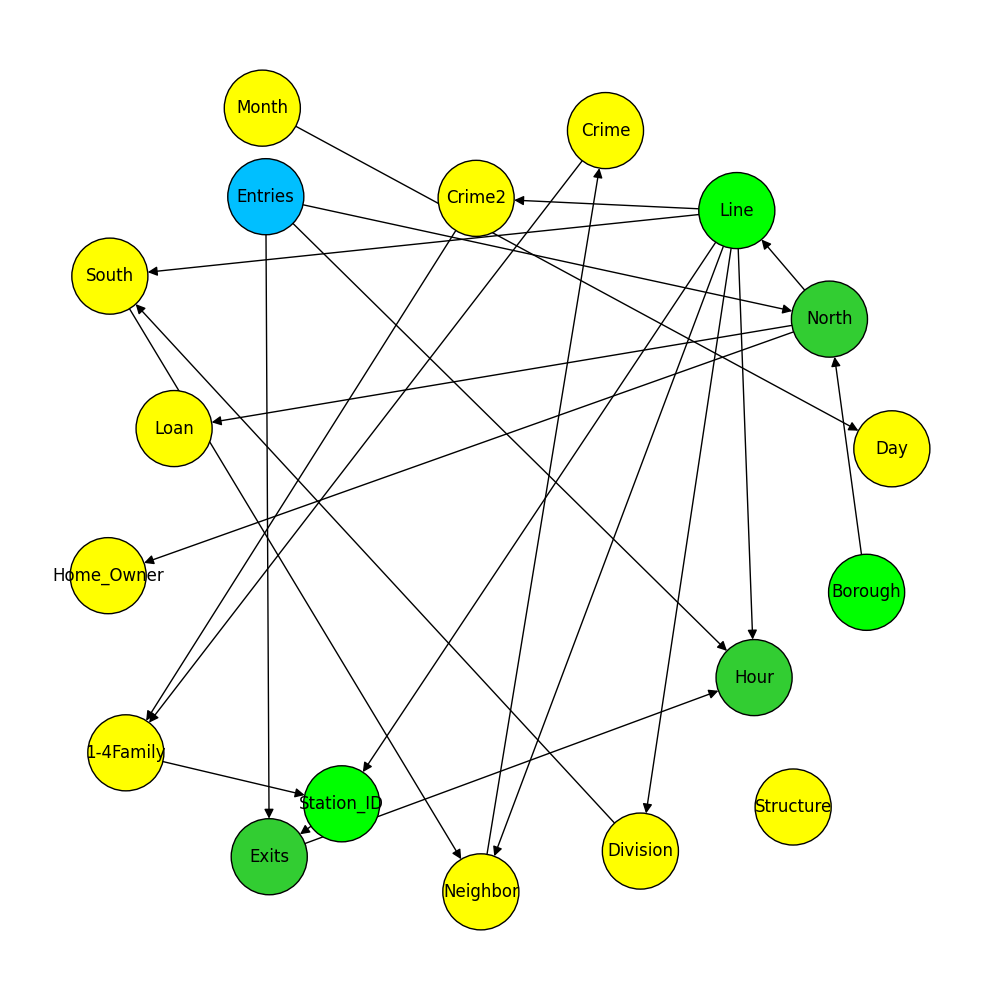 Month
Crime
Entries
Crime2
Line
South
North
Loan
Day
Home_Owner
Borough
Hour
1-4Family
Station_ID
Structure
Exits
Division
Neighbor